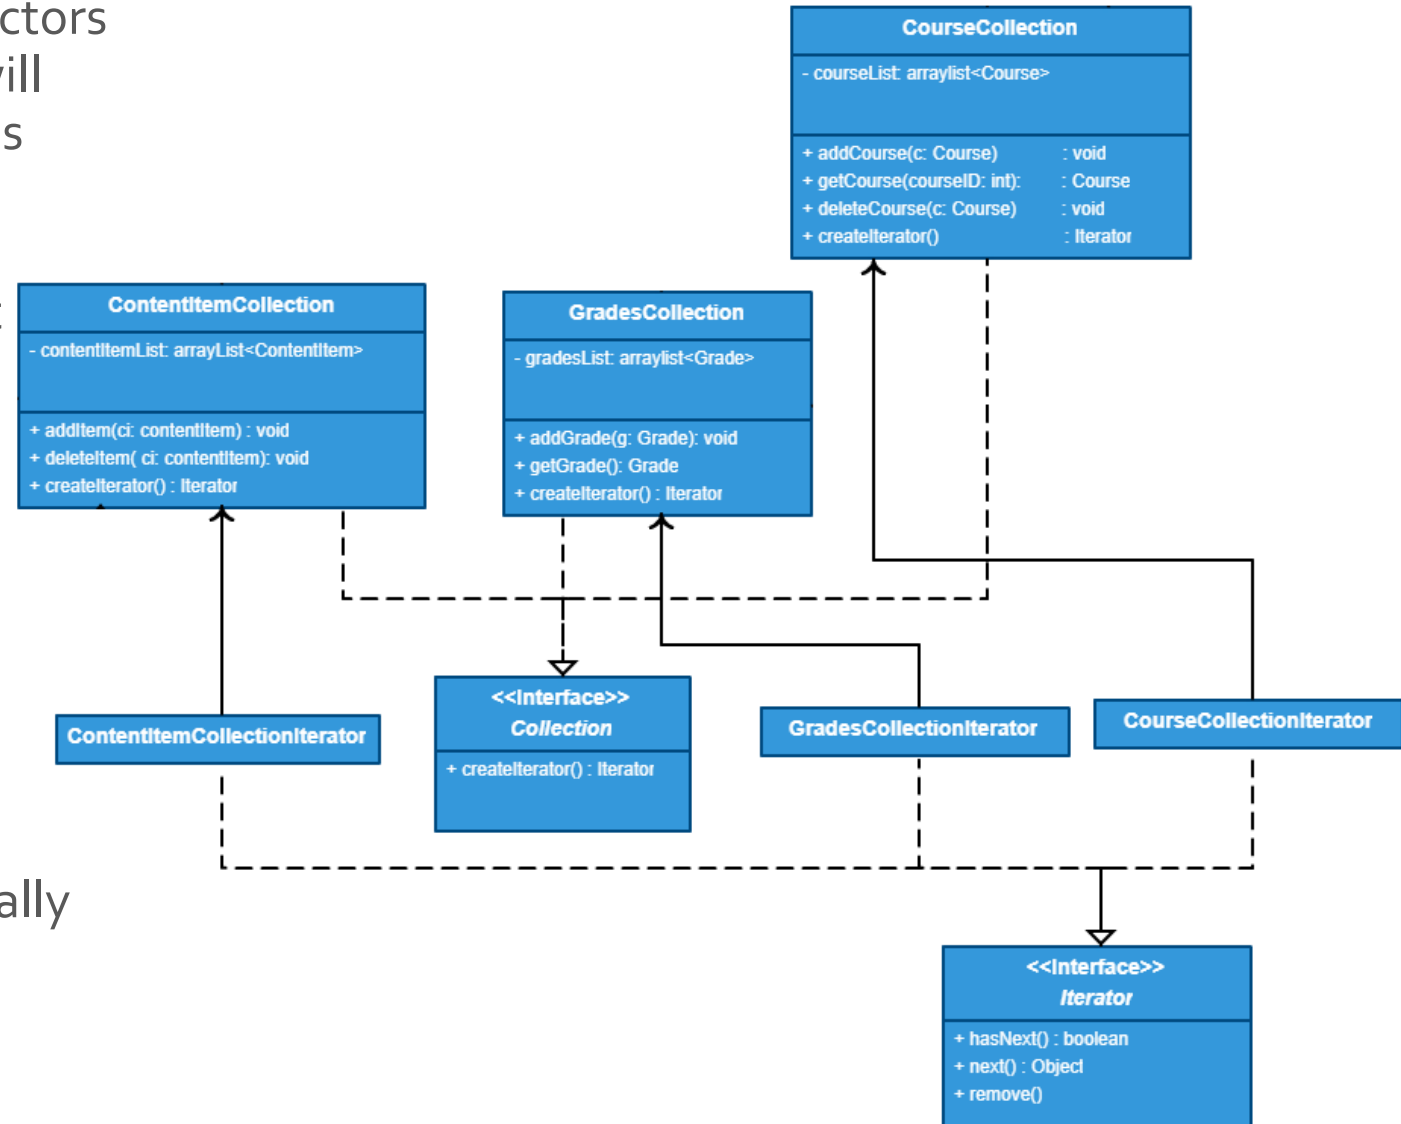 ctors
will
s
CourseCollection
- courseList: arraylist<Course>
+ addCourse(c: Course) : void
+ getCourse(courseID: int): : Course
+ deleteCourse(c: Course) : void
+ createIterator() : Iterator
ContentItemCollection
- contentItemList: arrayList<ContentItem>
+ addItem(ci: contentItem) : void
+ deleteItem( ci: contentItem): void
+ createIterator() : Iterator
GradesCollection
- gradesList: arraylist<Grade>
+ addGrade(g: Grade): void
+ getGrade(): Grade
+ createIterator() : Iterator
ContentItemCollectionIterator
<<Interface>>
Collection
+ createIterator() : Iterator
GradesCollectionIterator
CourseCollectionIterator
ally
<<Interface>>
Iterator
+ hasNext() : boolean
+ next() : Object
+ remove()